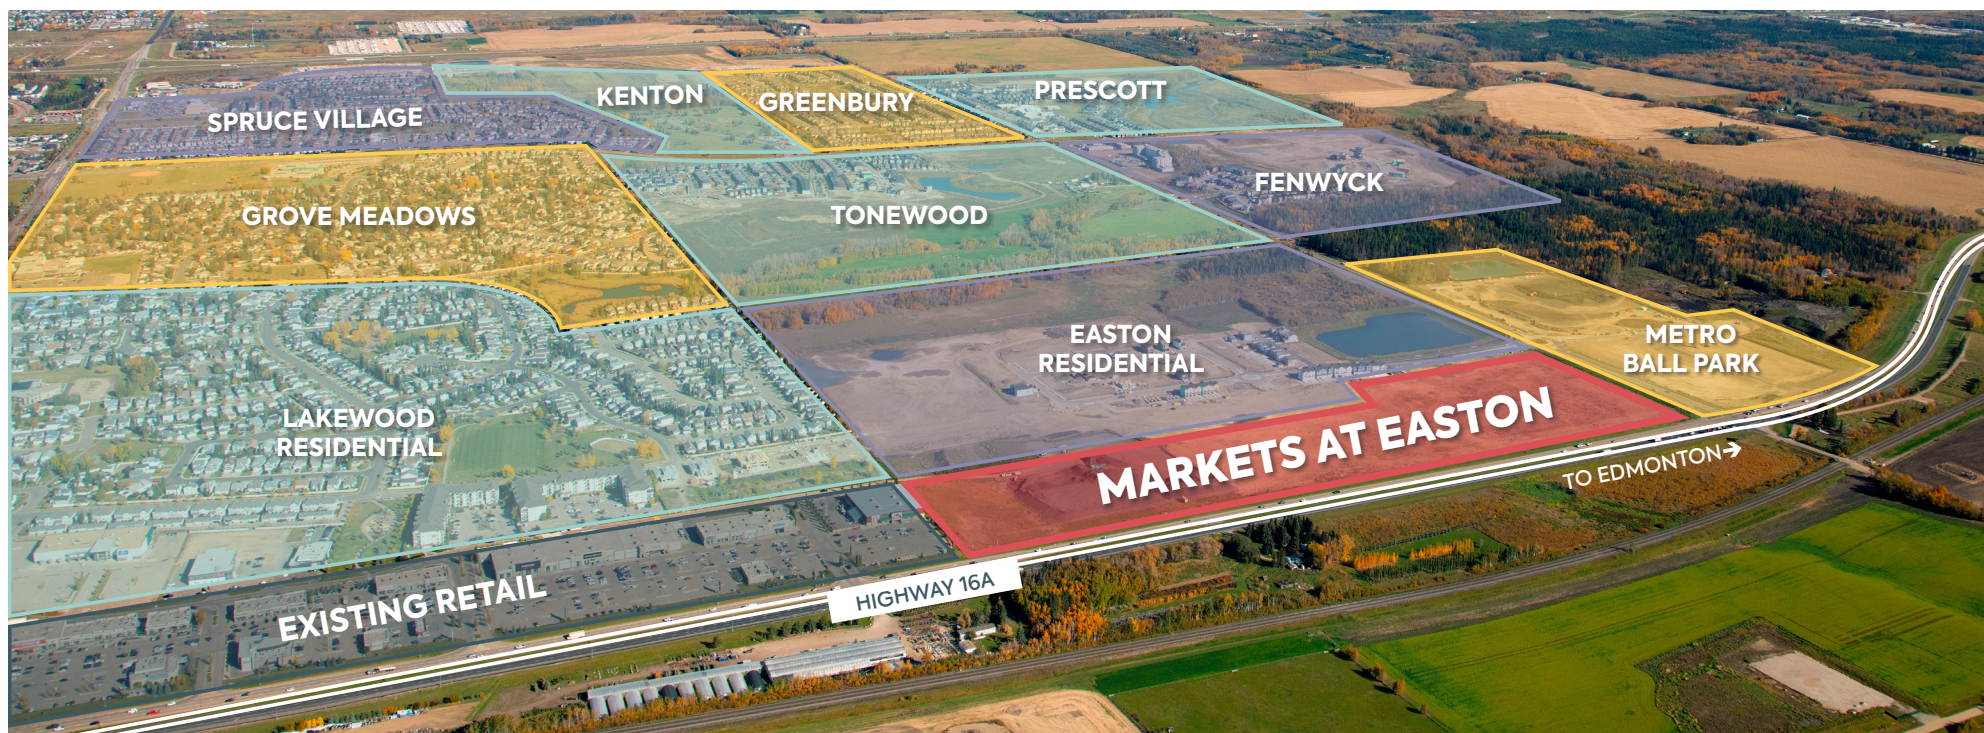 SPRUCE VILLAGE
KENTON
GREENBURY
PRESCOTT
GROVE MEADOWS
TONEWOOD
FENWYCK
LAKEWOOD
RESIDENTIAL
EASTON
RESIDENTIAL
METRO
BALL PARK
MARKETS AT EASTON
EXISTING RETAIL
HIGHWAY 16A
TO EDMONTON→